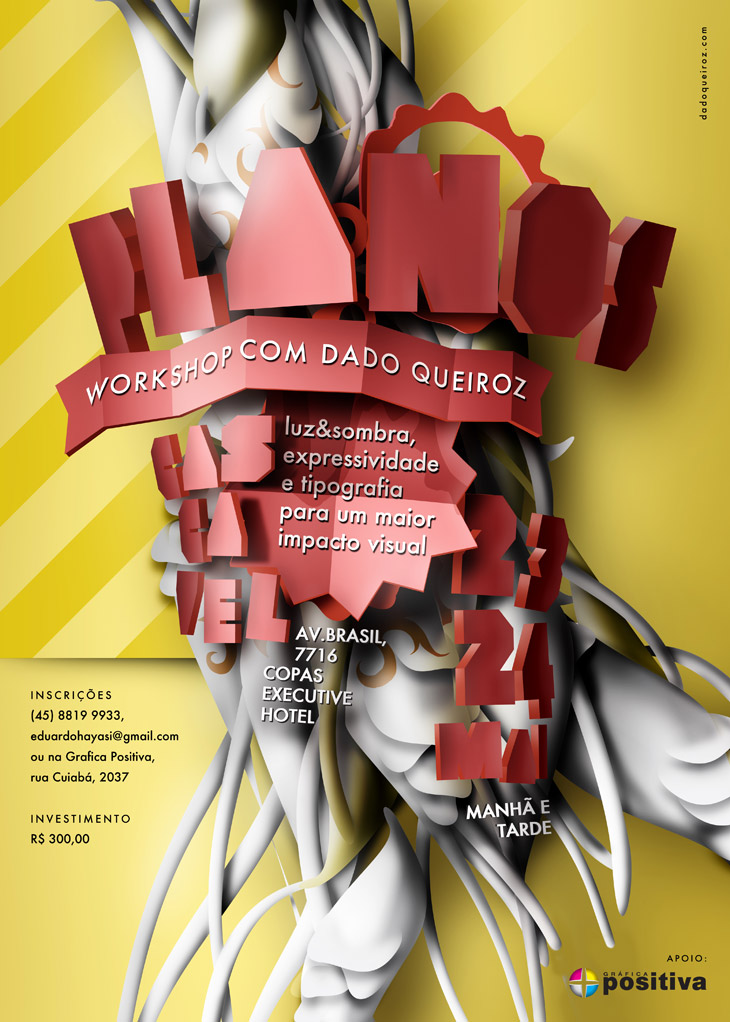 dadoqueiroz.com
PLANOS
WORKSHOP COM DADO QUEIROZ
CAS
CA
VEL
luz&sombra,
expressividade
e tipografia
para um maior
impacto visual
23
24
MAI
AV.BRASIL,
7716
COPAS
EXECUTIVE
HOTEL
MANHÃ E
TARDE
INSCRIÇÕES
(45) 8819 9933,
eduardohayasi@gmail.com
ou na Grafica Positiva,
rua Cuiabá, 2037
INVESTIMENTO
R$ 300,00
APOIO:
GRÁFICA
positiva